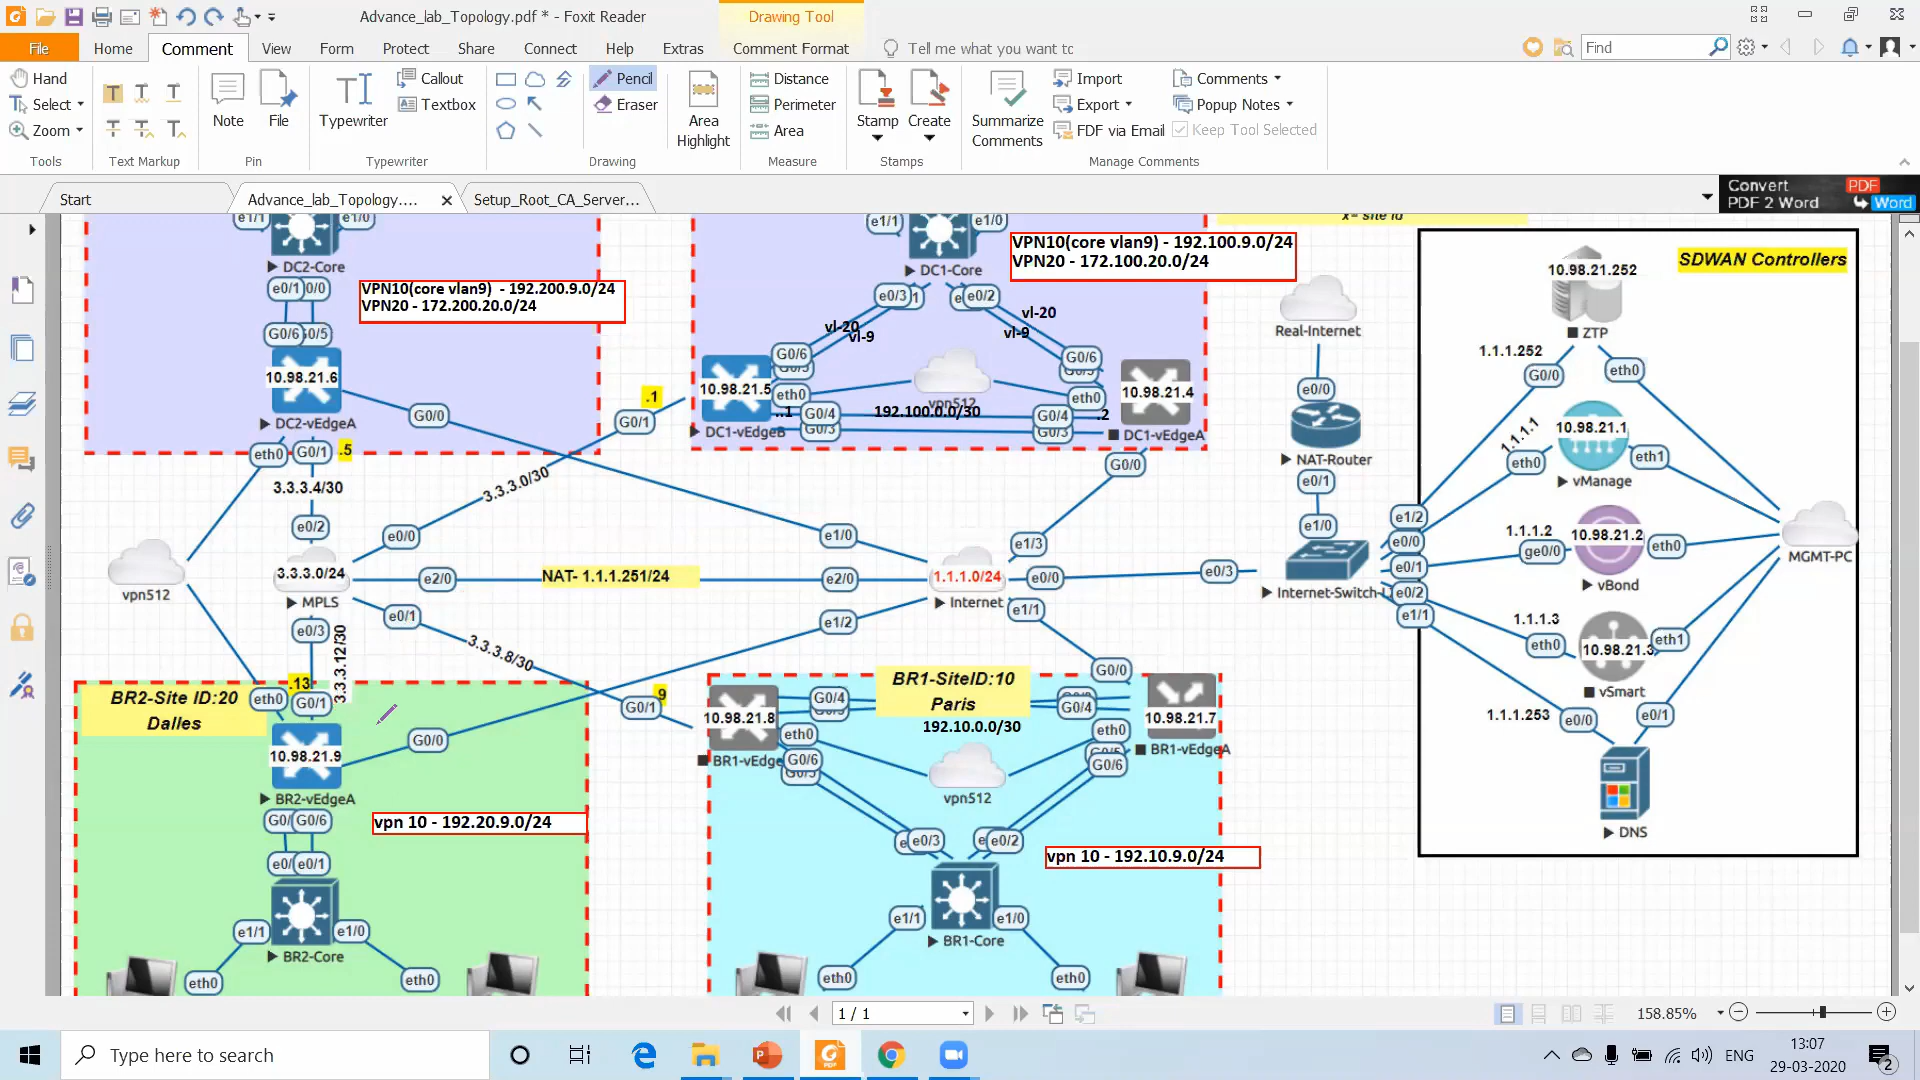 Advance_lab_Topology.pdf * - Foxit Reader
Drawing Tool
File
Home
Comment
View
Form
Protect
Share
Connect
Help
Extras
Comment Format
Tell me what you want to
Find
Hand
Select
Zoom
Tools
Text Markup
Note
File
Pin
Typewriter
Callout
Textbox
Typewriter
Pencil
Eraser
Drawing
Area
Highlight
Distance
Perimeter
Area
Measure
Stamp
Create
Stamps
Summarize
Comments
Import
Export
FDF via Email
Comments
Popup Notes
Keep Tool Selected
Manage Comments
Start
Advance_lab_Topology....
Setup_Root_CA_Server...
Convert
PDF 2 Word
PDF
Word
e1/1
e1/0
DC2-Core
e0/1
0/0
VPN10(core vlan9) - 192.200.9.0/24
VPN20 - 172.200.20.0/24
G0/6
10.98.21.6
DC2-vEdgeA
G0/0
eth0
G0/1
.5
3.3.3.4/30
e0/2
vpn512
3.3.3.0/24
MPLS
e0/0
3.3.3.0/30
G0/1
.1
e2/0
NAT- 1.1.1.251/24
e2/0
e0/1
3.3.3.8/30
G0/1
9
e0/3
3.3.3.12/30
e1/1
e1/0
DC1-Core
VPN10(core vlan9) - 192.100.9.0/24
VPN20 - 172.100.20.0/24
x= site id
e0/3
e0/2
vl-20
vl-9
vl-20
vl-9
G0/6
10.98.21.5
eth0
DC1-vEdgeB
G0/4
G0/3
vpn512
192.100.0.0/30
G0/6
eth0
G0/4
G0/3
.2
10.98.21.4
DC1-vEdgeA
G0/0
e1/0
e1/3
1.1.1.0/24
Internet
e0/0
e0/3
e1/2
e1/1
G0/0
Real-Internet
e0/0
NAT-Router
e0/1
e1/0
Internet-Switch-
e1/2
e0/0
e0/1
e0/2
e1/1
SDWAN Controllers
10.98.21.252
ZTP
1.1.1.252
G0/0
eth0
1.1.1.1
10.98.21.1
eth0
eth1
vManage
1.1.1.2
10.98.21.2
ge0/0
eth0
vBond
MGMT-PC
1.1.1.3
10.98.21.3
eth0
eth1
vSmart
1.1.1.253
e0/0
e0/1
DNS
BR2-Site ID:20
Dalles
.13
eth0
G0/1
10.98.21.9
G0/0
BR2-vEdgeA
G0/6
vpn 10 - 192.20.9.0/24
e0/1
e1/1
e1/0
BR2-Core
eth0
eth0
BR1-SiteID:10
Paris
192.10.0.0/30
10.98.21.8
G0/4
eth0
BR1-vEdge
G0/6
G0/3
vpn512
G0/4
eth0
G0/6
10.98.21.7
BR1-vEdgeA
e0/3
e0/2
vpn 10 - 192.10.9.0/24
e1/1
e1/0
BR1-Core
eth0
eth0
1 / 1
158.85%
Type here to search
ENG
13:07
29-03-2020
2